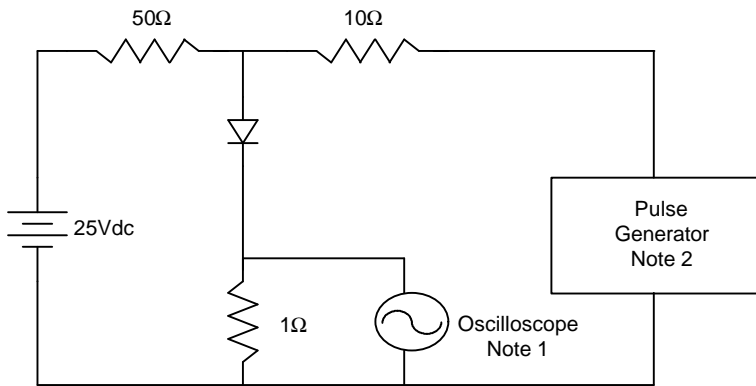 50Ω
10Ω
25Vdc
Pulse
Generator
Note 2
1Ω
Oscilloscope
Note 1